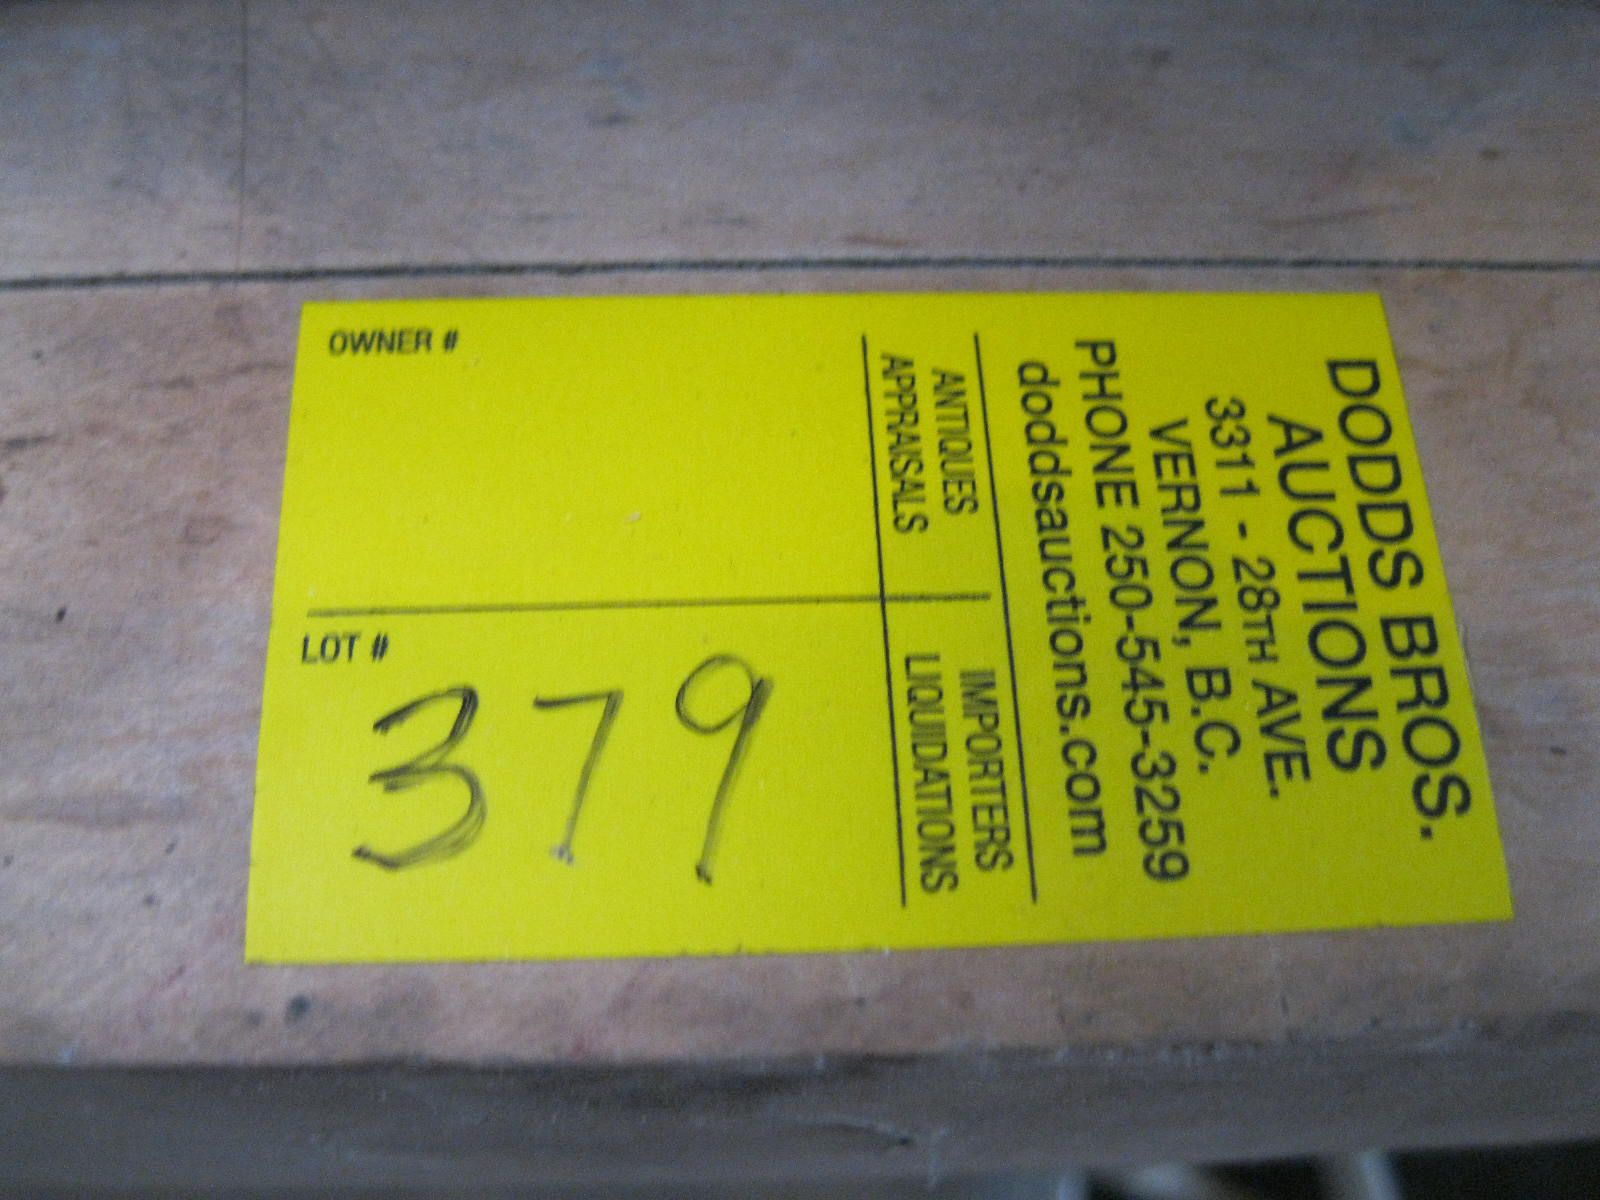 DODDS BROS.
AUCTIONS
3311 - 28TH AVE.
VERNON, B.C.
PHONE 250-545-3259
doddsauctions.com
ANTIQUES IMPORTERS
APPRAISALS LIQUIDATIONS
OWNER #
LOT #
379